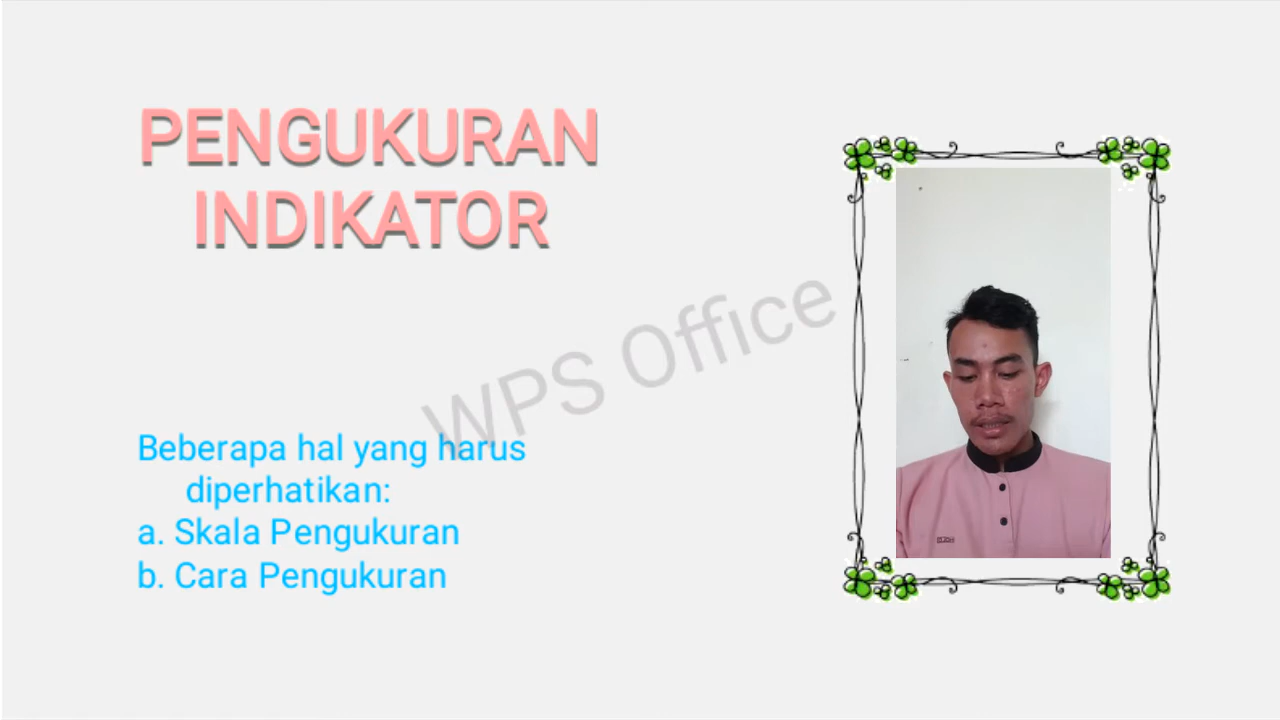 PENGUKURAN
INDIKATOR
WPS Office
Beberapa hal yang harus
diperhatikan:
a. Skala Pengukuran
b. Cara Pengukuran